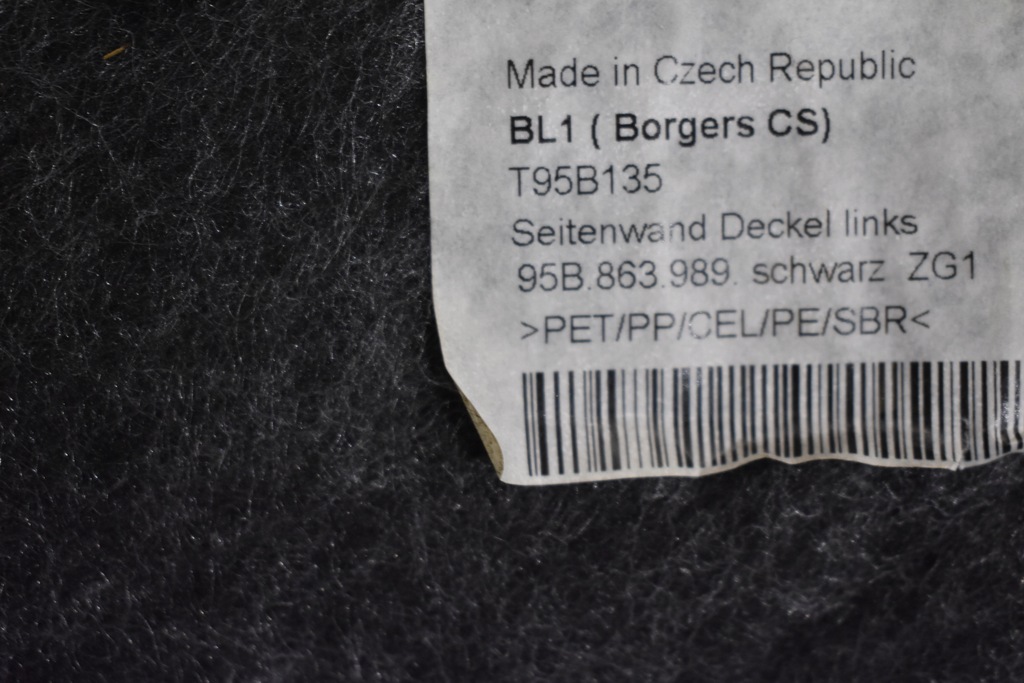 Made in Czech Republic
BL1 ( Borgers CS)
T95B135
Seitenwand Deckel links
95B.863.989. schwarz ZG1
>PET/PP/CEL/PE/SBR<